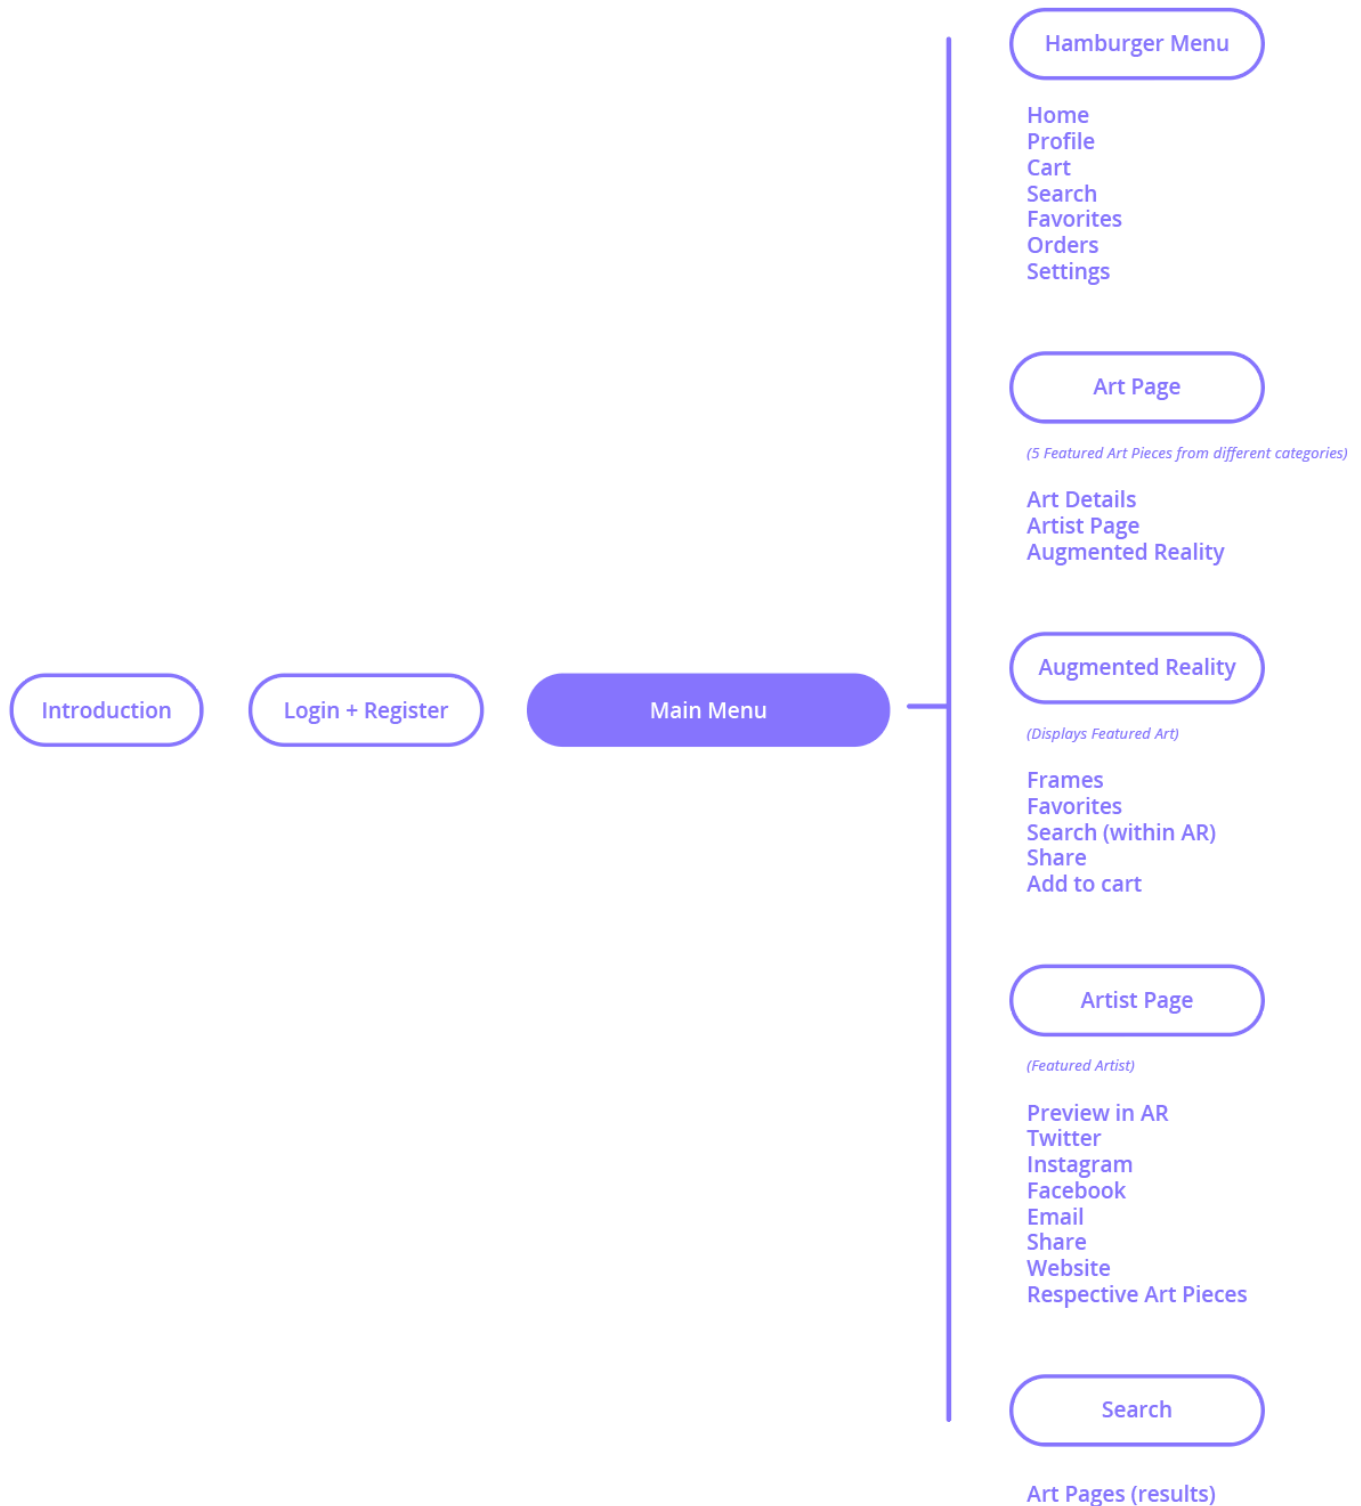 Hamburger Menu
Home
Profile
Cart
Search
Favorites
Orders
Settings
Art Page
(5 Featured Art Pieces from different categories)
Art Details
Artist Page
Augmented Reality
Introduction
Login + Register
Main Menu
Augmented Reality
(Displays Featured Art)
Frames
Favorites
Search (within AR)
Share
Add to cart
Artist Page
(Featured Artist)
Preview in AR
Twitter
Instagram
Facebook
Email
Share
Website
Respective Art Pieces
Search
Art Pages (results)